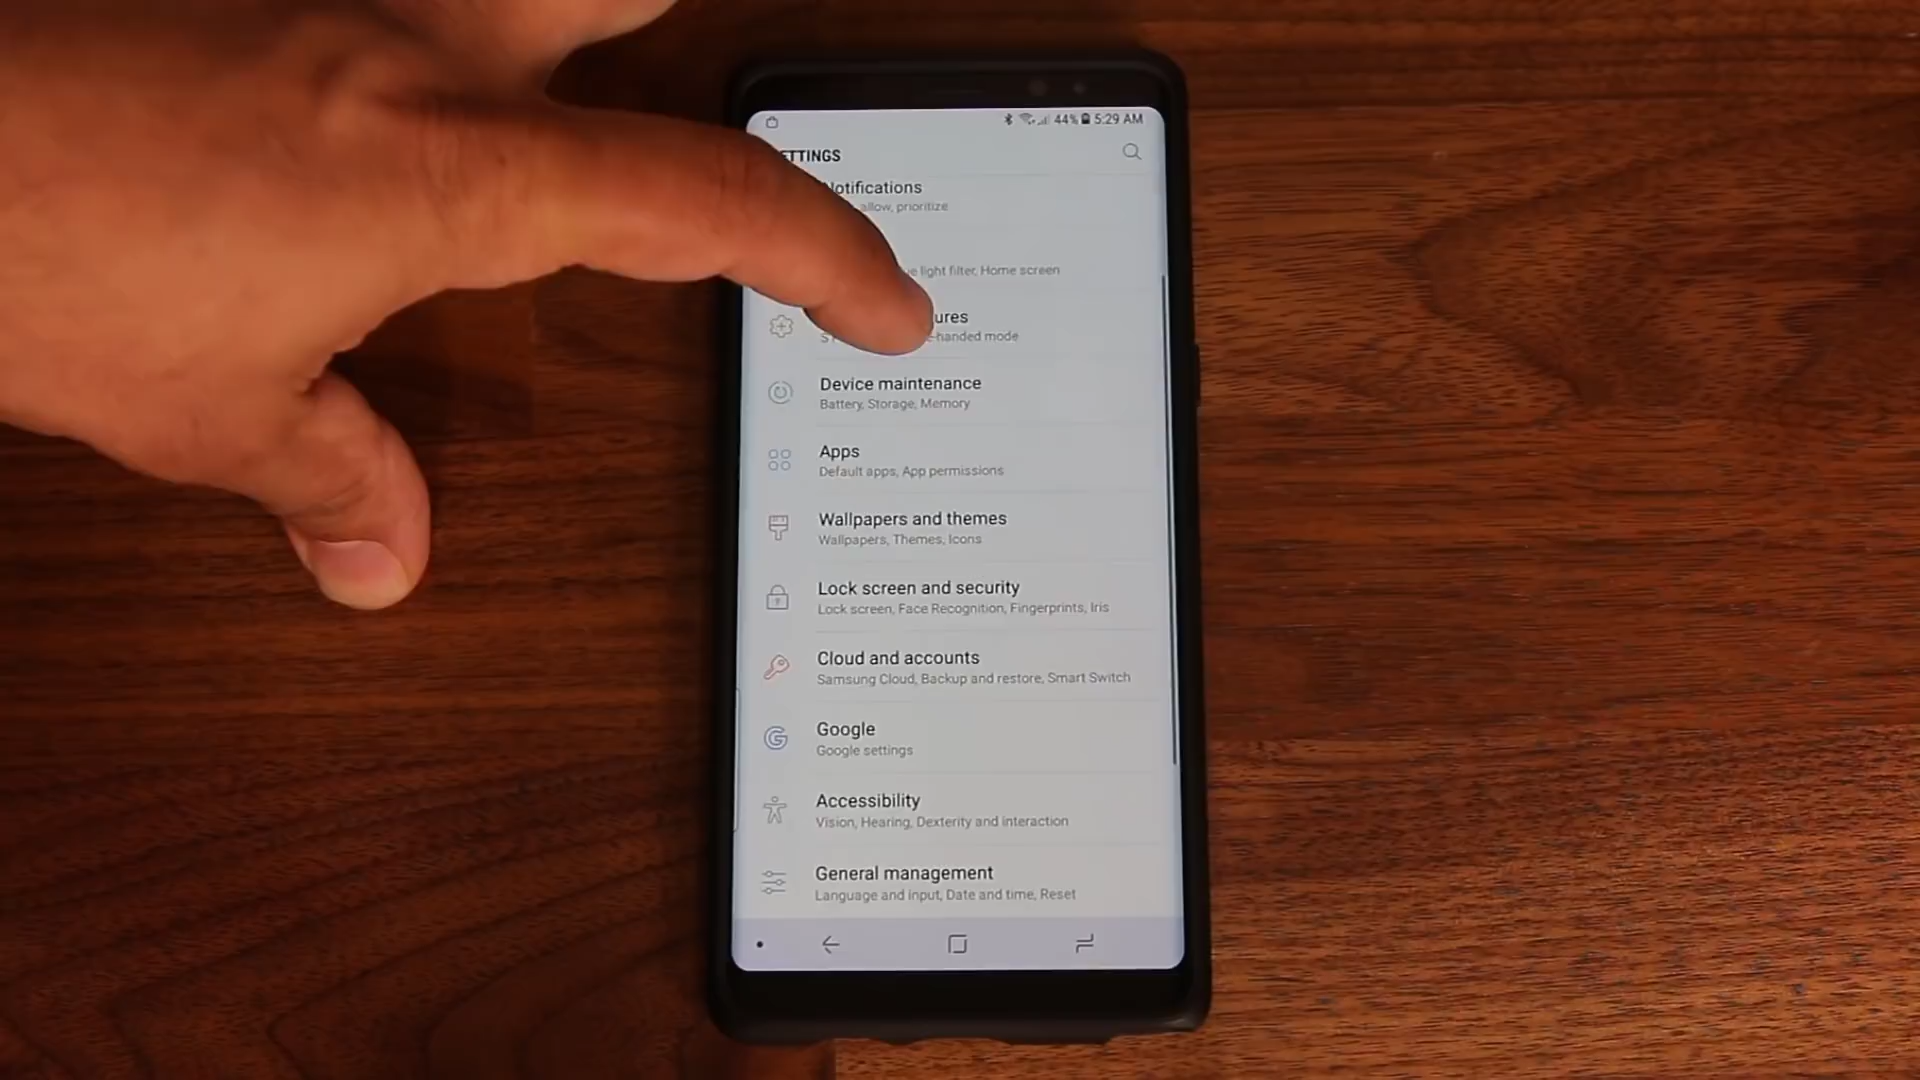 44% 5:29 AM
TTINGS
Notifications
allow, prioritize
light filter, Home screen
ures
-handed mode
Device maintenance
Battery, Storage, Memory
Apps
Default apps, App permissions
Wallpapers and themes
Wallpapers, Themes, Icons
Lock screen and security
Lock screen, Face Recognition, Fingerprints, Iris
Cloud and accounts
Samsung Cloud, Backup and restore, Smart Switch
Google
Google settings
Accessibility
Vision, Hearing, Dexterity and interaction
General management
Language and input, Date and time, Reset